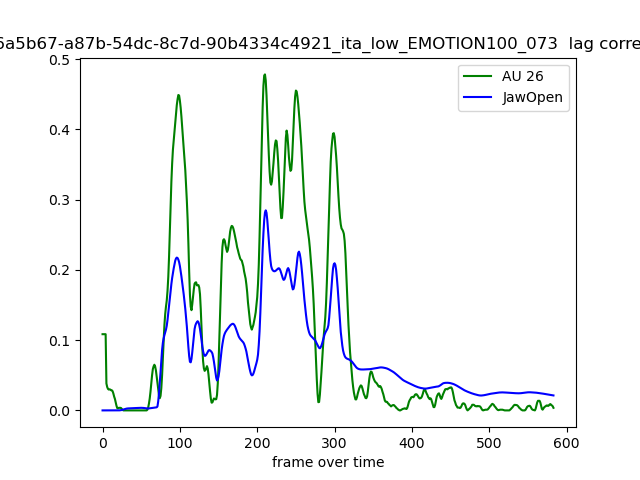 6a5b67-a87b-54dc-8c7d-90b4334c4921_ita_low_EMOTION100_073 lag corre
0.5
AU 26
JawOpen
0.4
0.3
0.2
0.1
0.0
0 100 200 300 400 500 600
frame over time